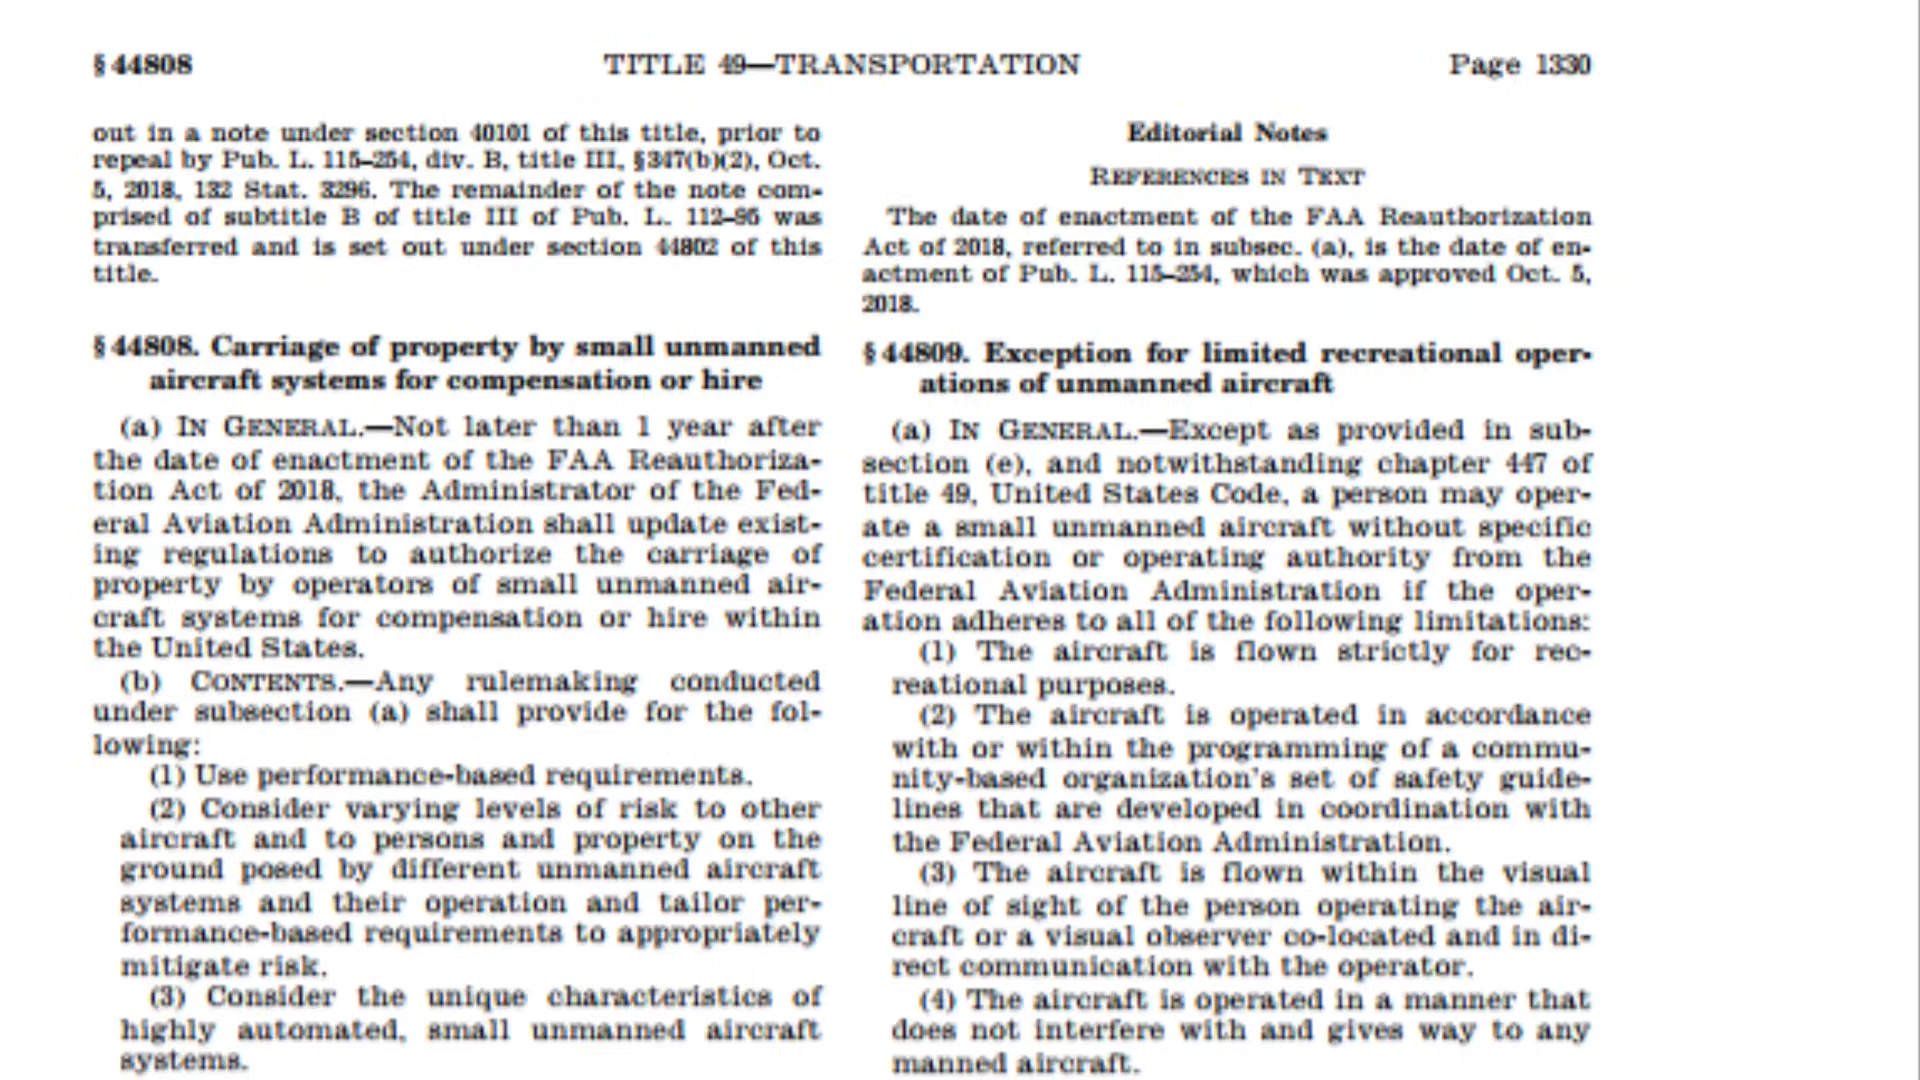 § 44808
TITLE 49—TRANSPORTATION
Page 1330
out in a note under section 40101 of this title, prior to
repeal by Pub. L. 115–254, div. B, title III, § 347(b)(2), Oct.
5, 2018, 132 Stat. 3296. The remainder of the note com-
prised of subtitle B of title III of Pub. L. 112–95 was
transferred and is set out under section 44802 of this
title.
§ 44808. Carriage of property by small unmanned
aircraft systems for compensation or hire
(a) IN GENERAL.—Not later than 1 year after
the date of enactment of the FAA Reauthoriza-
tion Act of 2018, the Administrator of the Fed-
eral Aviation Administration shall update exist-
ing regulations to authorize the carriage of
property by operators of small unmanned air-
craft systems for compensation or hire within
the United States.
(b) CONTENTS.—Any rulemaking conducted
under subsection (a) shall provide for the fol-
lowing:
(1) Use performance-based requirements.
(2) Consider varying levels of risk to other
aircraft and to persons and property on the
ground posed by different unmanned aircraft
systems and their operation and tailor per-
formance-based requirements to appropriately
mitigate risk.
(3) Consider the unique characteristics of
highly automated, small unmanned aircraft
systems.
Editorial Notes
REFERENCES IN TEXT
The date of enactment of the FAA Reauthorization
Act of 2018, referred to in subsec. (a), is the date of en-
actment of Pub. L. 115–254, which was approved Oct. 5,
2018.
§ 44809. Exception for limited recreational oper-
ations of unmanned aircraft
(a) IN GENERAL.—Except as provided in sub-
section (e), and notwithstanding chapter 447 of
title 49, United States Code, a person may oper-
ate a small unmanned aircraft without specific
certification or operating authority from the
Federal Aviation Administration if the oper-
ation adheres to all of the following limitations:
(1) The aircraft is flown strictly for rec-
reational purposes.
(2) The aircraft is operated in accordance
with or within the programming of a commu-
nity-based organization's set of safety guide-
lines that are developed in coordination with
the Federal Aviation Administration.
(3) The aircraft is flown within the visual
line of sight of the person operating the air-
craft or a visual observer co-located and in di-
rect communication with the operator.
(4) The aircraft is operated in a manner that
does not interfere with and gives way to any
manned aircraft.